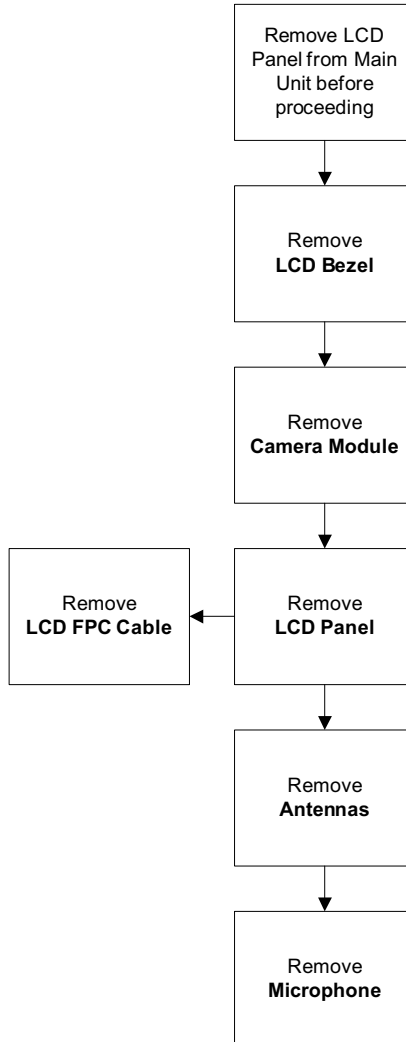 Remove LCD
Panel from Main
Unit before
proceeding
Remove
LCD Bezel
Remove
Camera Module
Remove
LCD FPC Cable
Remove
LCD Panel
Remove
Antennas
Remove
Microphone